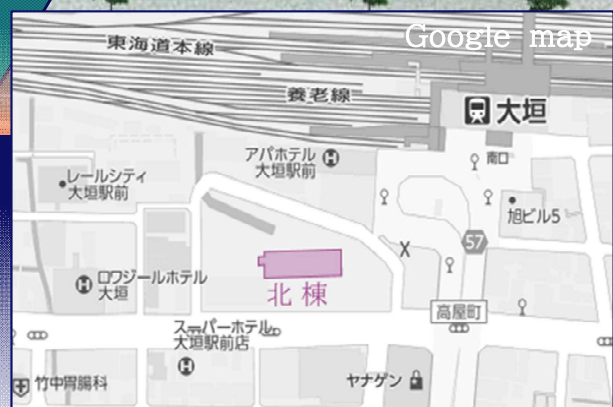 Google map
東海道本線
養老線
大垣
アパホテル
大垣駅前
南口
レールシティ
大垣駅前
旭ビル5
57
ロワジールホテル
大垣
北棟
高屋町
スーパーホテル
大垣駅前店
竹中胃腸科
ヤナゲン